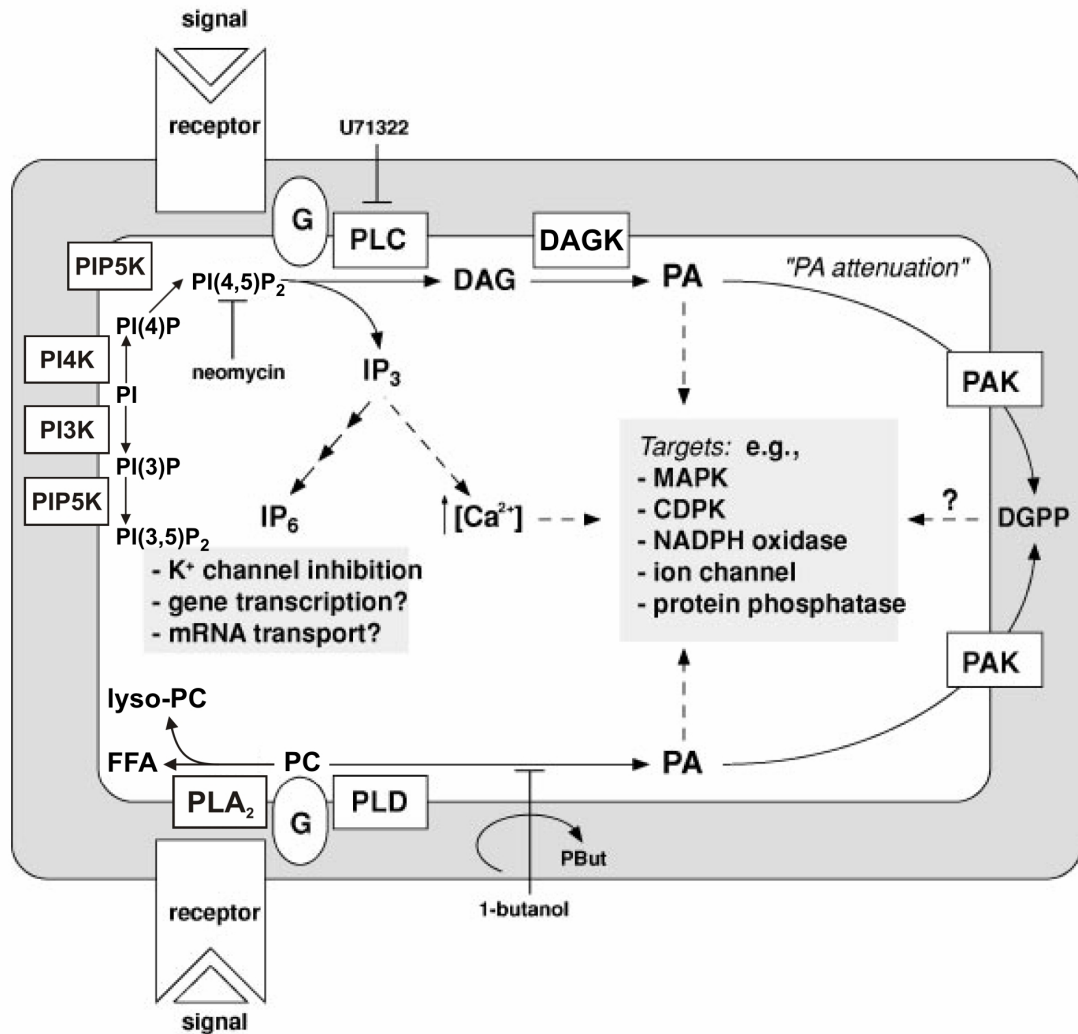 signal
receptor
U71322
G
PLC
DAGK
PIP5K
PI(4,5)P₂
DAG
PA
"PA attenuation"
PI(4)P
PI4K
neomycin
IP₃
PAK
PI
PI3K
Targets: e.g.,
- MAPK
- CDPK
- NADPH oxidase
- ion channel
- protein phosphatase
PI(3)P
PIP5K
IP₆
[Ca²⁺]
?
DGPP
PI(3,5)P₂
- K⁺ channel inhibition
- gene transcription?
- mRNA transport?
PAK
lyso-PC
FFA
PC
PA
PLA₂
G
PLD
PBut
1-butanol
receptor
signal